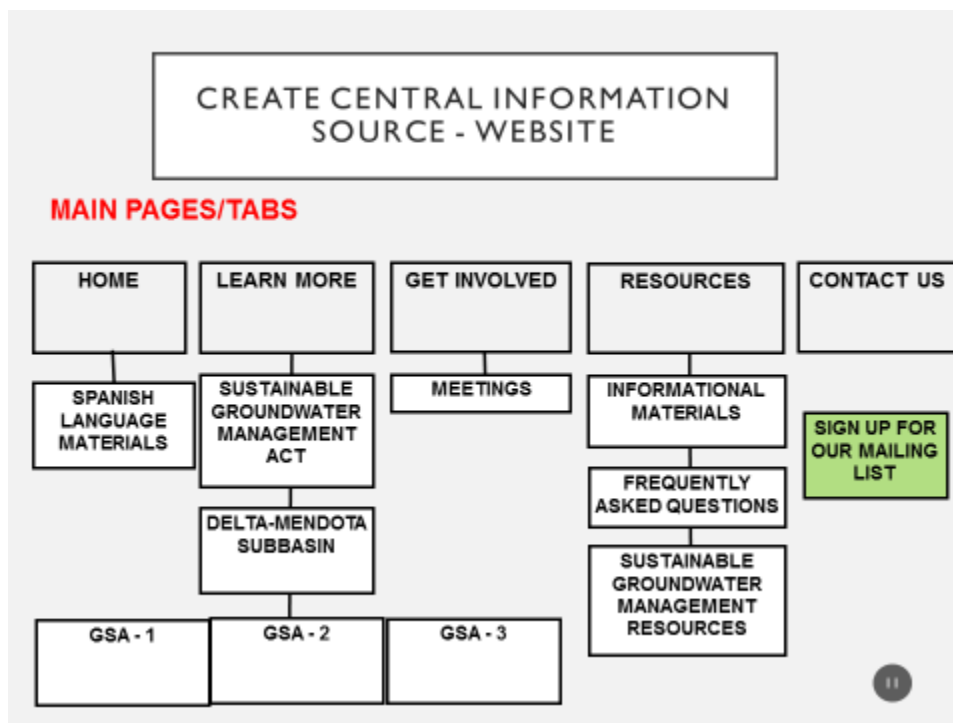 CREATE CENTRAL INFORMATION
SOURCE - WEBSITE
MAIN PAGES/TABS
HOME
LEARN MORE
GET INVOLVED
RESOURCES
CONTACT US
SPANISH
LANGUAGE
MATERIALS
SUSTAINABLE
GROUNDWATER
MANAGEMENT
ACT
DELTA-MENDOTA
SUBBASIN
MEETINGS
INFORMATIONAL
MATERIALS
FREQUENTLY
ASKED QUESTIONS
SUSTAINABLE
GROUNDWATER
MANAGEMENT
RESOURCES
SIGN UP FOR
OUR MAILING
LIST
GSA - 1
GSA - 2
GSA - 3
11